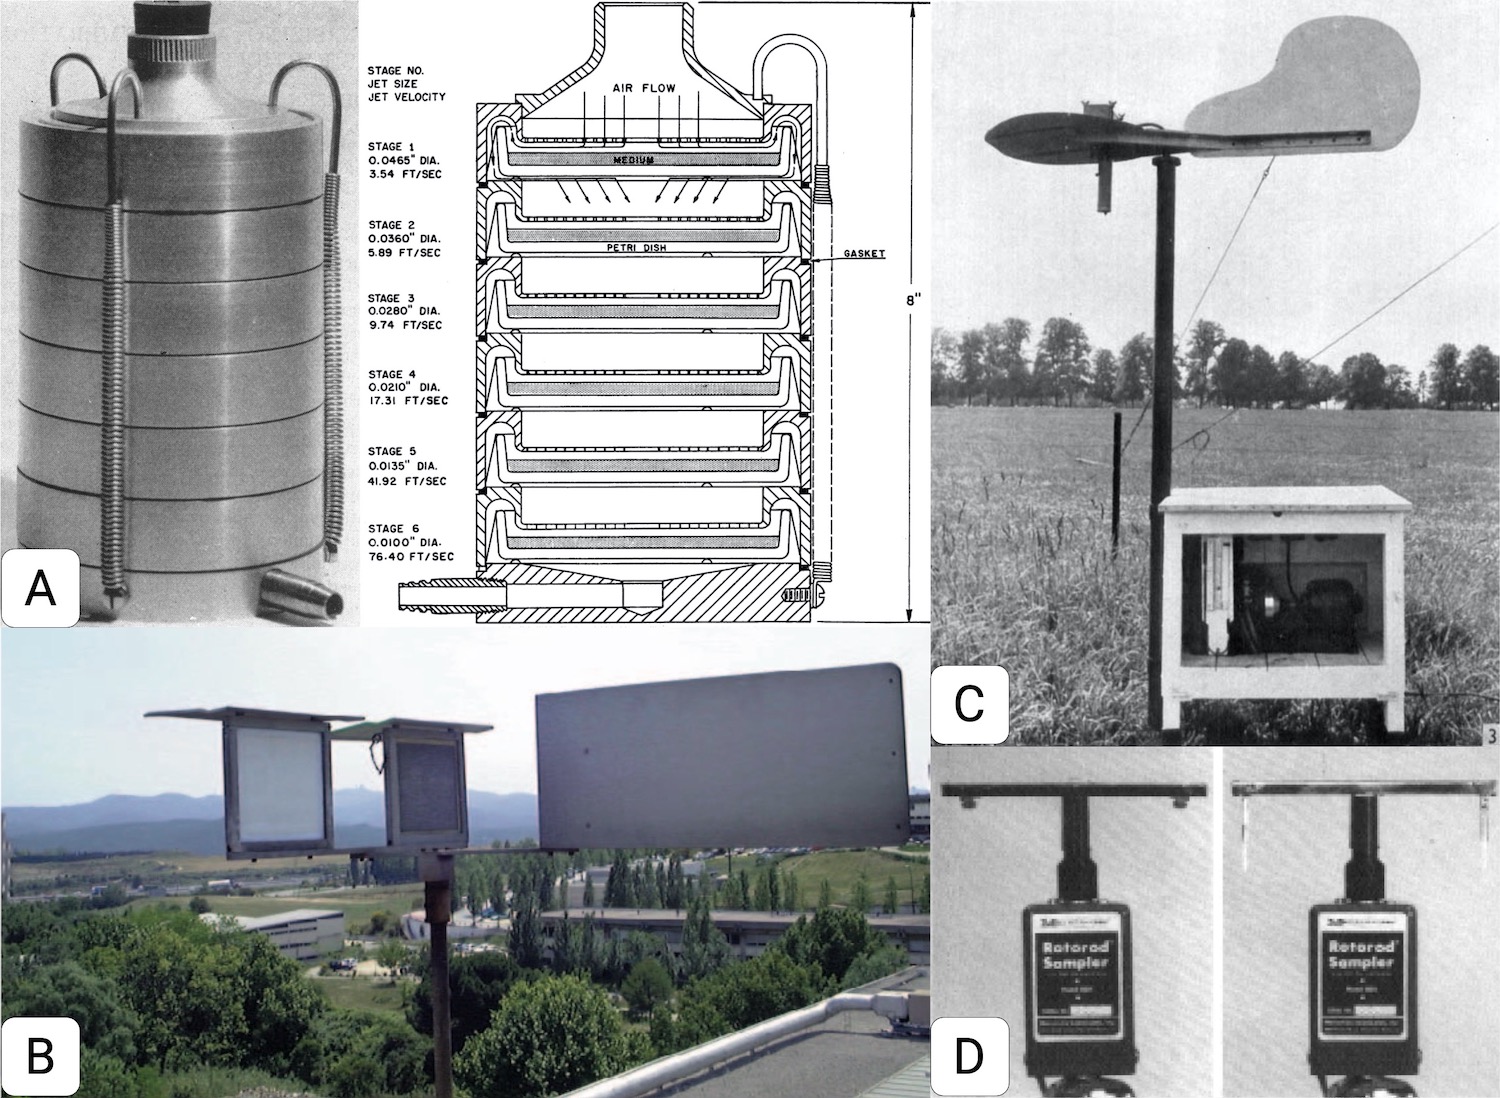 STAGE NO.
JET SIZE
JET VELOCITY
AIR FLOW
STAGE 1
0.0465" DIA.
3.54 FT/SEC
MEDIUM
STAGE 2
0.0360" DIA.
5.89 FT/SEC
PETRI DISH
GASKET
STAGE 3
0.0280" DIA.
9.74 FT/SEC
8"
STAGE 4
0.0210" DIA.
17.31 FT/SEC
STAGE 5
0.0135" DIA.
41.92 FT/SEC
STAGE 6
0.0100" DIA.
76.40 FT/SEC
A
B
C
3
D
Rotorod
Sampler
Rotorod
Sampler